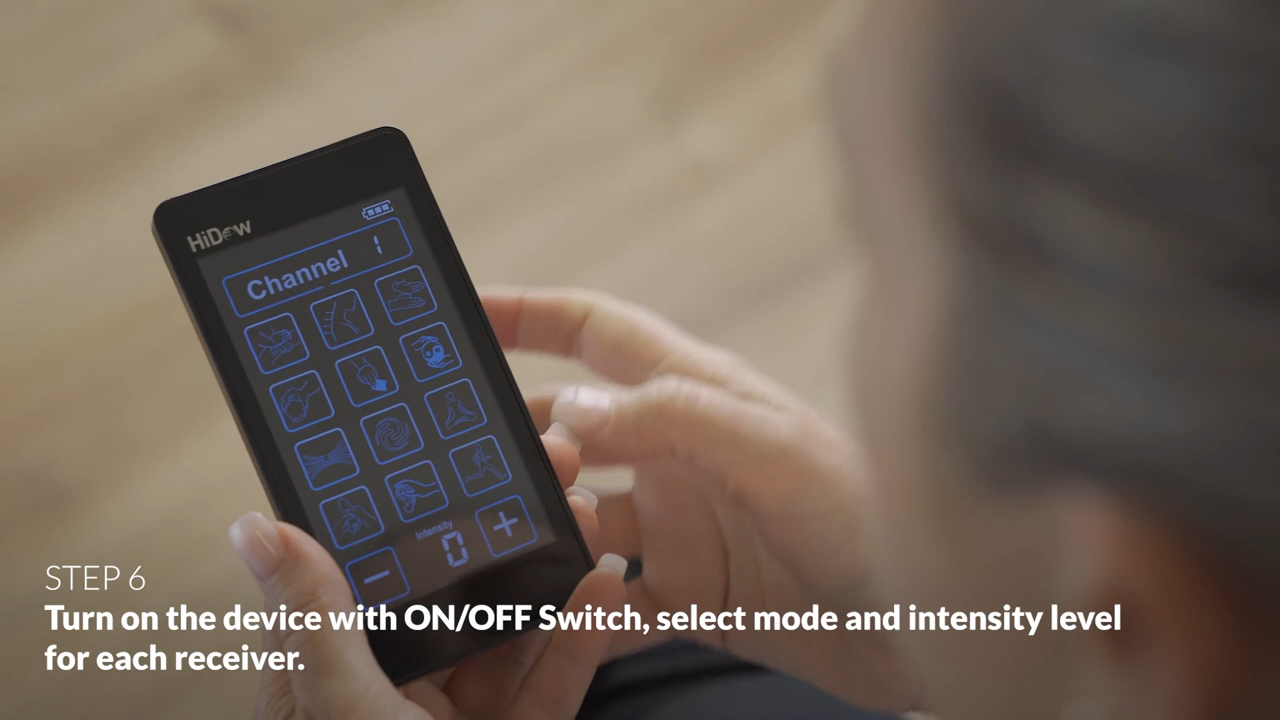 HiDow
Channel 1
Intensity
0
STEP 6
Turn on the device with ON/OFF Switch, select mode and intensity level
for each receiver.